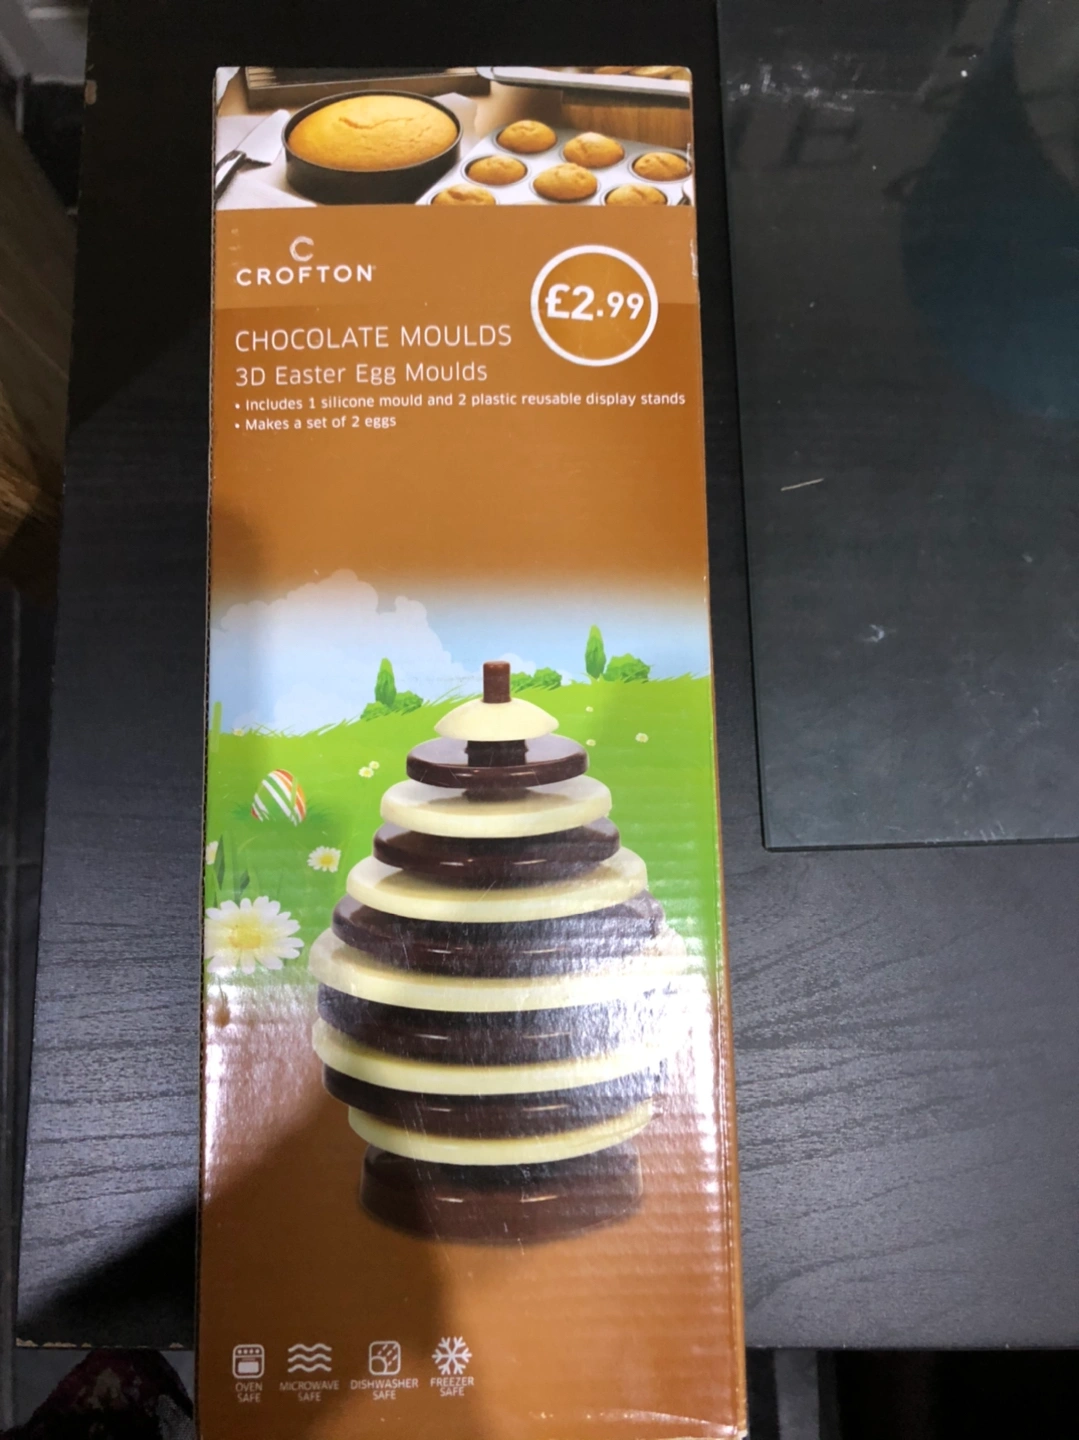 CROFTON
£2.99
CHOCOLATE MOULDS
3D Easter Egg Moulds
• Includes 1 silicone mould and 2 plastic reusable display stands
• Makes a set of 2 eggs
OVEN SAFE
MICROWAVE SAFE
DISHWASHER SAFE
FREEZER SAFE